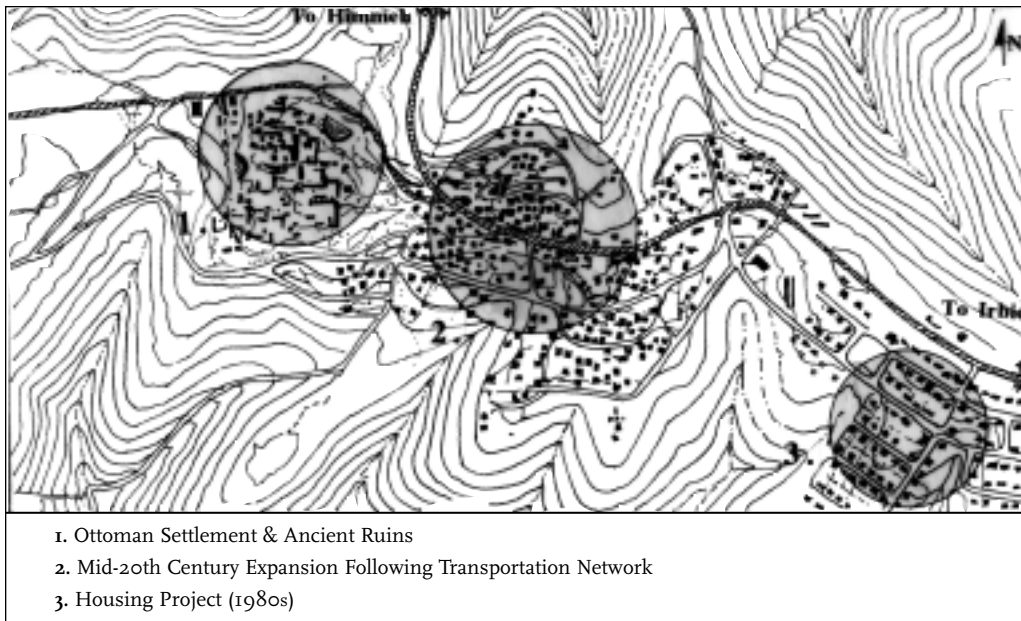 To Himmeh
N
1
2
To Irbid
3
1. Ottoman Settlement & Ancient Ruins
2. Mid-20th Century Expansion Following Transportation Network
3. Housing Project (1980s)